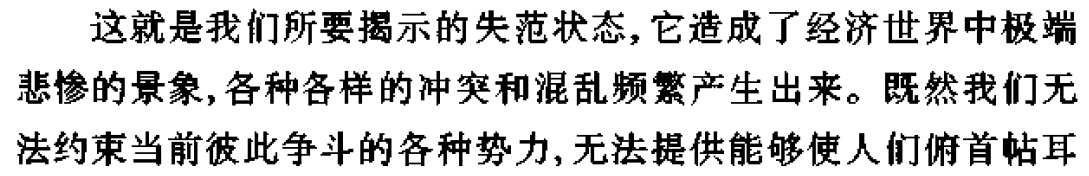 这就是我们所要揭示的失范状态,它造成了经济世界中极端
悲惨的景象,各种各样的冲突和混乱频繁产生出来。既然我们无
法约束当前彼此争斗的各种势力,无法提供能够使人们俯首帖耳